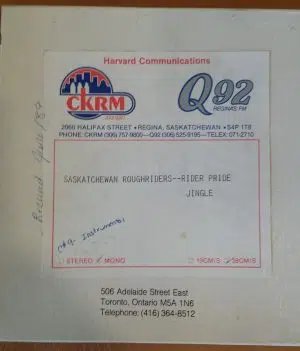 Harvard Communications
CKRM
Q92
REGINA'S FM
2060 HALIFAX STREET • REGINA, SASKATCHEWAN • S4P 1T8
PHONE: CKRM (306) 757-9800—Q92 (306) 525-9195—TELEX: 071-2710
SASKATCHEWAN ROUGHRIDERS--RIDER PRIDE
JINGLE
Instrumental
STEREO MONO 19CM/S 38CM/S
506 Adelaide Street East
Toronto, Ontario M5A 1N6
Telephone: (416) 364-8512